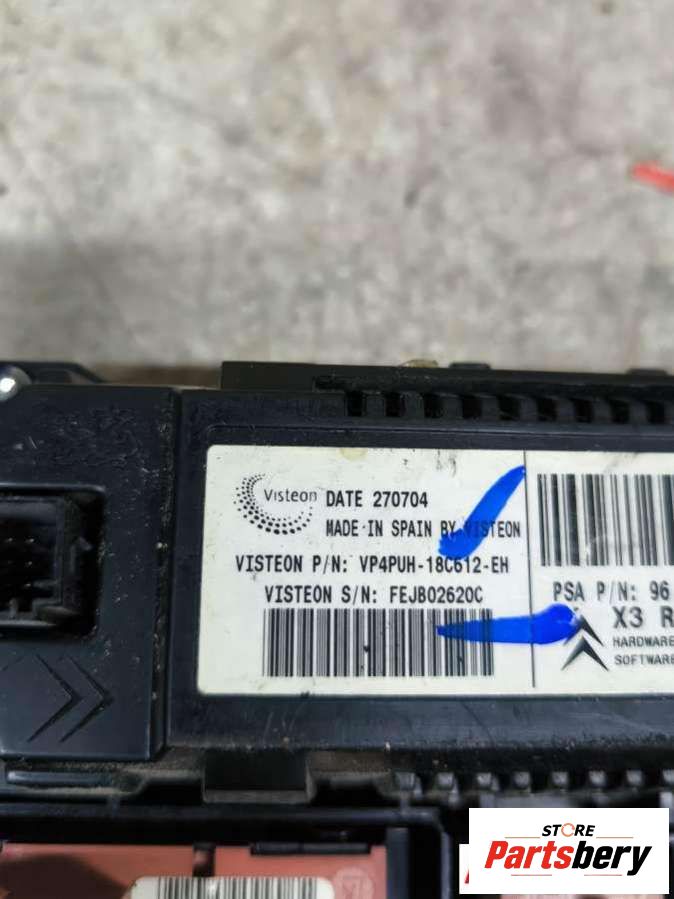 Visteon
DATE 270704
MADE IN SPAIN BY VISTEON
VISTEON P/N: VP4PUH-18C612-EH
VISTEON S/N: FEJB02620C
PSA P/N: 96
X3 R
HARDWARE
SOFTWARE
STORE
Partsbery